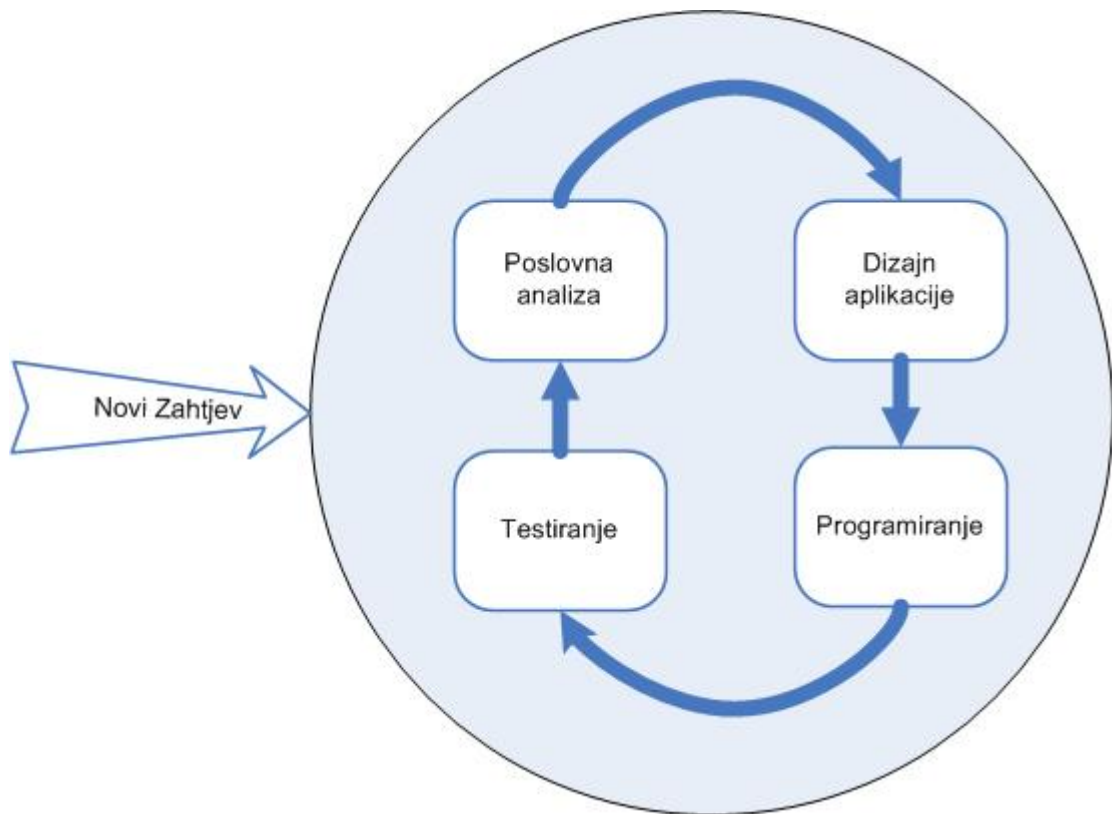 Poslovna
analiza
Dizajn
aplikacije
Novi Zahtjev
Testiranje
Programiranje